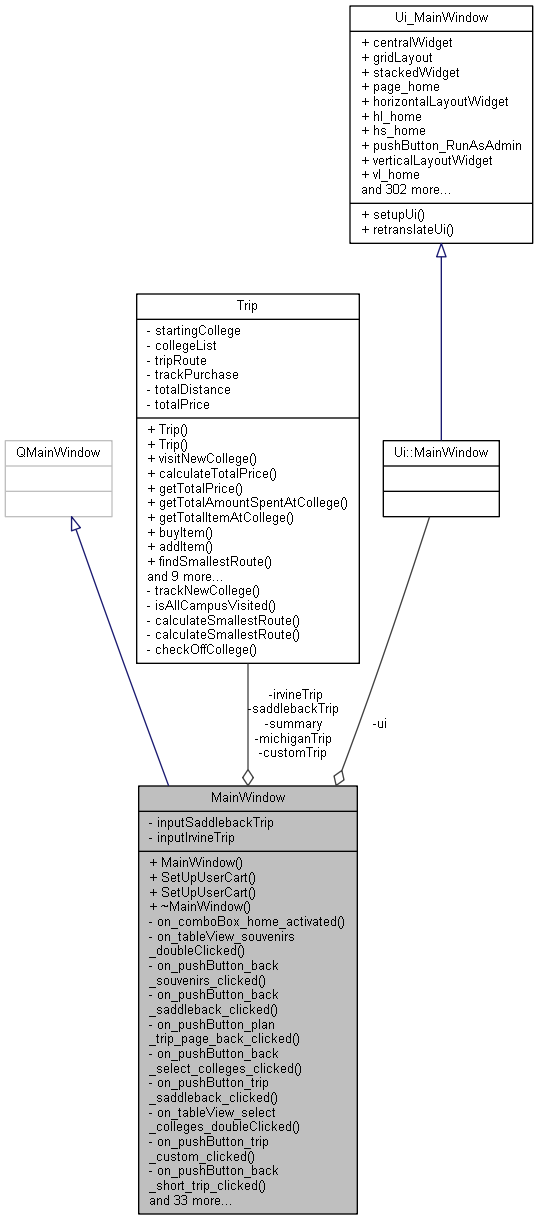 Ui_MainWindow
+ centralWidget
+ gridLayout
+ stackedWidget
+ page_home
+ horizontalLayoutWidget
+ hl_home
+ hs_home
+ pushButton_RunAsAdmin
+ verticalLayoutWidget
+ vl_home
and 302 more...
+ setupUi()
+ retranslateUi()
Trip
- startingCollege
- collegeList
- tripRoute
- trackPurchase
- totalDistance
- totalPrice
+ Trip()
+ Trip()
+ visitNewCollege()
+ calculateTotalPrice()
+ getTotalPrice()
+ getTotalAmountSpentAtCollege()
+ getTotalItemAtCollege()
+ buyItem()
+ addItem()
+ findSmallestRoute()
and 9 more...
- trackNewCollege()
- isAllCampusVisited()
- calculateSmallestRoute()
- calculateSmallestRoute()
- checkOffCollege()
QMainWindow
Ui::MainWindow
-irvineTrip
-saddlebackTrip
-summary
-michiganTrip
-customTrip
-ui
MainWindow
- inputSaddlebackTrip
- inputIrvineTrip
+ MainWindow()
+ SetUpUserCart()
+ SetUpUserCart()
+ ~MainWindow()
- on_comboBox_home_activated()
- on_tableView_souvenirs
_doubleClicked()
- on_pushButton_back
_souvenirs_clicked()
- on_pushButton_back
_saddleback_clicked()
- on_pushButton_plan
_trip_page_back_clicked()
- on_pushButton_back
_select_colleges_clicked()
- on_pushButton_trip
_saddleback_clicked()
- on_tableView_select
_colleges_doubleClicked()
- on_pushButton_trip
_custom_clicked()
- on_pushButton_back
_short_trip_clicked()
and 33 more...